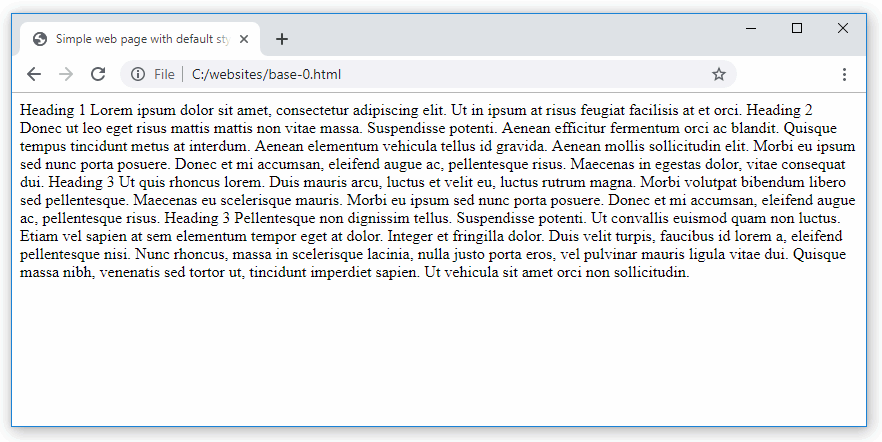 Simple web page with default sty
File
C:/websites/base-0.html
Heading 1 Lorem ipsum dolor sit amet, consectetur adipiscing elit. Ut in ipsum at risus feugiat facilisis at et orci. Heading 2
Donec ut leo eget risus mattis mattis non vitae massa. Suspendisse potenti. Aenean efficitur fermentum orci ac blandit. Quisque
tempus tincidunt metus at interdum. Aenean elementum vehicula tellus id gravida. Aenean mollis sollicitudin elit. Morbi eu ipsum
sed nunc porta posuere. Donec et mi accumsan, eleifend augue ac, pellentesque risus. Maecenas in egestas dolor, vitae consequat
dui. Heading 3 Ut quis rhoncus lorem. Duis mauris arcu, luctus et velit eu, luctus rutrum magna. Morbi volutpat bibendum libero
sed pellentesque. Maecenas eu scelerisque mauris. Morbi eu ipsum sed nunc porta posuere. Donec et mi accumsan, eleifend augue
ac, pellentesque risus. Heading 3 Pellentesque non dignissim tellus. Suspendisse potenti. Ut convallis euismod quam non luctus.
Etiam vel sapien at sem elementum tempor eget at dolor. Integer et fringilla dolor. Duis velit turpis, faucibus id lorem a, eleifend
pellentesque nisi. Nunc rhoncus, massa in scelerisque lacinia, nulla justo porta eros, vel pulvinar mauris ligula vitae dui. Quisque
massa nibh, venenatis sed tortor ut, tincidunt imperdiet sapien. Ut vehicula sit amet orci non sollicitudin.